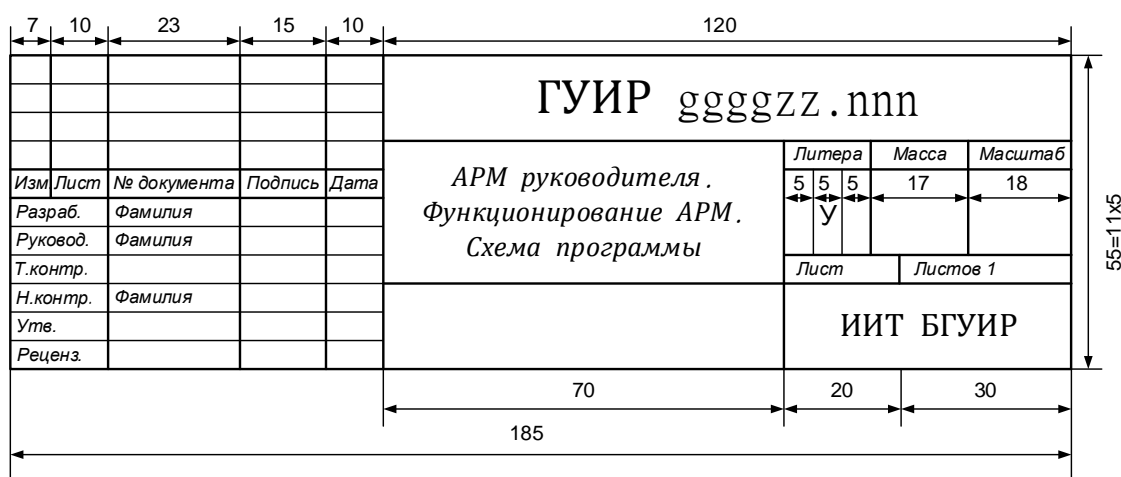 7 10 23 15 10 120
ГУИР ggggzz.nnn
Литера Масса Масштаб
Изм Лист № документа Подпись Дата
АРМ руководителя.
Функционирование АРМ.
Схема программы
5 5 5 17 18
У
Разраб. Фамилия
Руковод. Фамилия
Т.контр.
Лист Листов 1
Н.контр. Фамилия
Утв.
Реценз.
ИИТ БГУИР
55=11x5
70 20 30
185